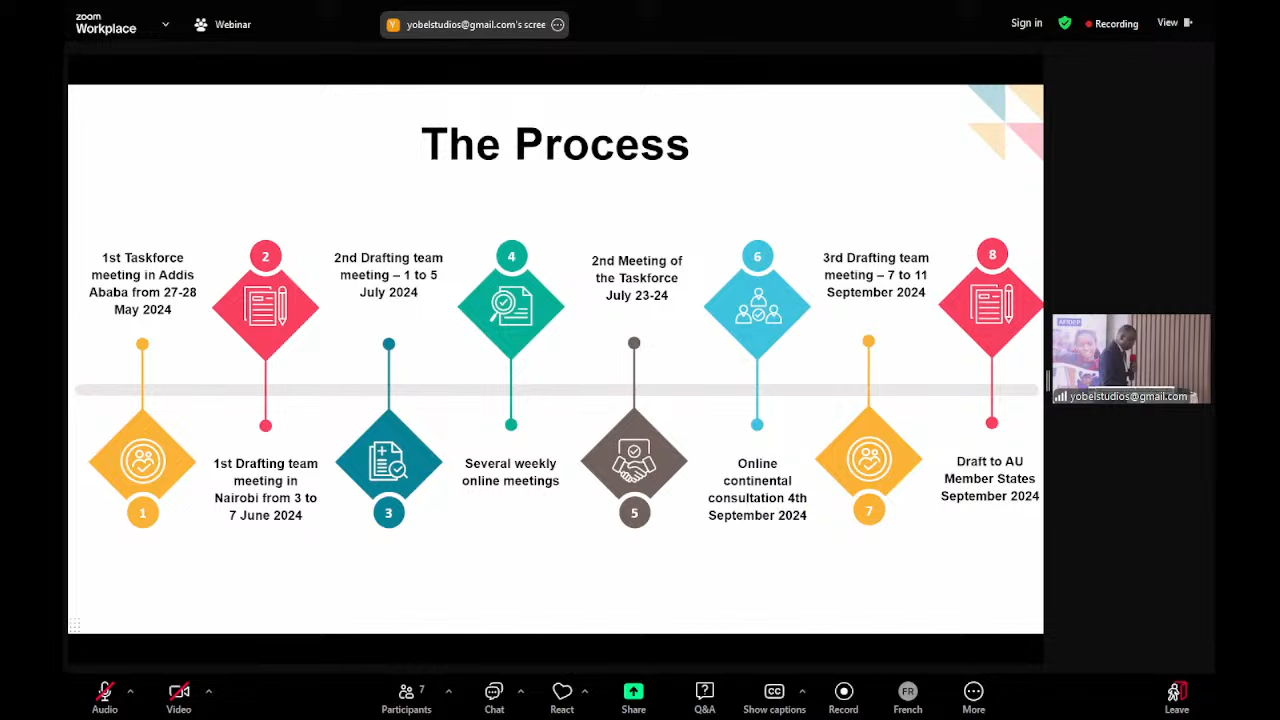 zoom
Workplace
Webinar
Y
yobelstudios@gmail.com's scree
Sign in
Recording
View
The Process
1st Taskforce
meeting in Addis
Ababa from 27-28
May 2024
1
2
1st Drafting team
meeting in
Nairobi from 3 to
7 June 2024
2nd Drafting team
meeting – 1 to 5
July 2024
3
4
Several weekly
online meetings
2nd Meeting of
the Taskforce
July 23-24
5
6
Online
continental
consultation 4th
September 2024
3rd Drafting team
meeting – 7 to 11
September 2024
7
8
Draft to AU
Member States
September 2024
AFIDEP
yobelstudios@gmail.com
Audio
Video
Participants
7
Chat
React
Share
Q&A
CC
Show captions
Record
FR
French
More
Leave